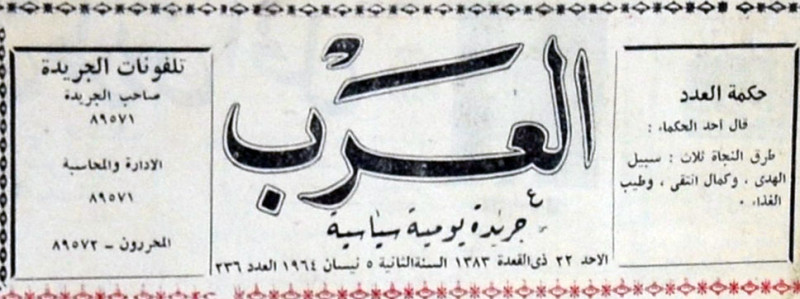 حكمة العدد
قال احد الحكماء :
طرق النجاة ثلاث : سبيل
الهدى ، وكمال التقى ، وطيب
الغذاء ٠
العرب
جريدة يومية سياسية
الاحد ٢٢ ذى القعدة ١٣٨٣ السنة الثانية ٥ نيسان ١٩٦٤ العدد ٢٣٦
تلفونات الجريدة
صاحب الجريدة
٨٩٥٧١
الادارة والمحاسبة
٨٩٥٧١
المحررون - ٨٩٥٧٢